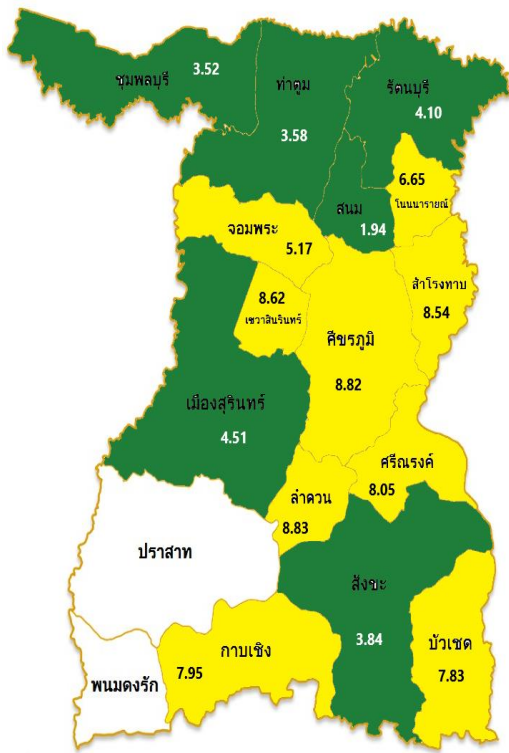 ชุมพลบุรี
3.52
ท่าตูม
3.58
รัตนบุรี
4.10
6.65
โนนนารายณ์
สนม
1.94
จอมพระ
5.17
8.62
เขวาสินรินทร์
สำโรงทาบ
8.54
ศีขรภูมิ
8.82
เมืองสุรินทร์
4.51
ศรีณรงค์
8.05
ลำดวน
8.83
ปราสาท
สังขะ
3.84
บัวเชด
7.83
กาบเชิง
7.95
พนมดงรัก